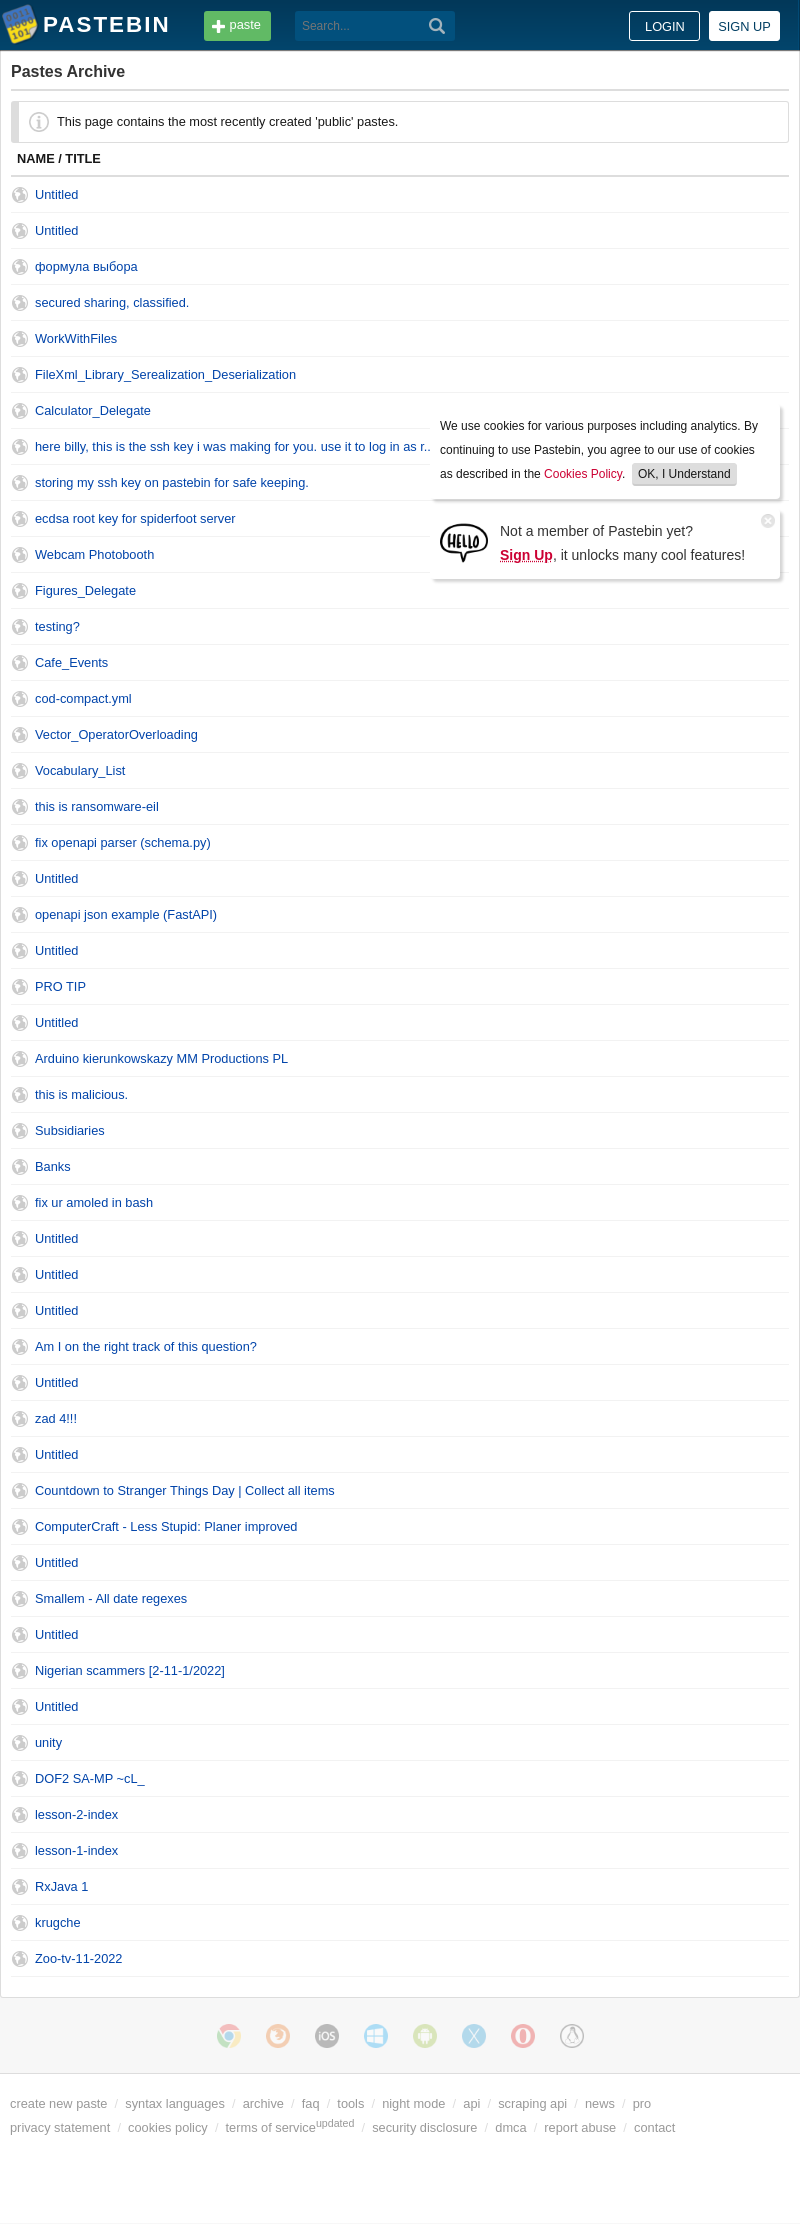 PASTEBIN
paste
Search...
LOGIN
SIGN UP
Pastes Archive
This page contains the most recently created 'public' pastes.
NAME / TITLE
Untitled
Untitled
формула выбора
secured sharing, classified.
WorkWithFiles
FileXml_Library_Serealization_Deserialization
Calculator_Delegate
here billy, this is the ssh key i was making for you. use it to log in as r..
storing my ssh key on pastebin for safe keeping.
ecdsa root key for spiderfoot server
Webcam Photobooth
Figures_Delegate
We use cookies for various purposes including analytics. By
continuing to use Pastebin, you agree to our use of cookies
as described in the Cookies Policy. OK, I Understand
HELLO
Not a member of Pastebin yet?
Sign Up, it unlocks many cool features!
testing?
Cafe_Events
cod-compact.yml
Vector_OperatorOverloading
Vocabulary_List
this is ransomware-eil
fix openapi parser (schema.py)
Untitled
openapi json example (FastAPI)
Untitled
PRO TIP
Untitled
Arduino kierunkowskazy MM Productions PL
this is malicious.
Subsidiaries
Banks
fix ur amoled in bash
Untitled
Untitled
Untitled
Am I on the right track of this question?
Untitled
zad 4!!!
Untitled
Countdown to Stranger Things Day | Collect all items
ComputerCraft - Less Stupid: Planer improved
Untitled
Smallem - All date regexes
Untitled
Nigerian scammers [2-11-1/2022]
Untitled
unity
DOF2 SA-MP ~cL_
lesson-2-index
lesson-1-index
RxJava 1
krugche
Zoo-tv-11-2022
iOS
create new paste / syntax languages / archive / faq / tools / night mode / api / scraping api / news / pro
privacy statement / cookies policy / terms of service updated / security disclosure / dmca / report abuse / contact